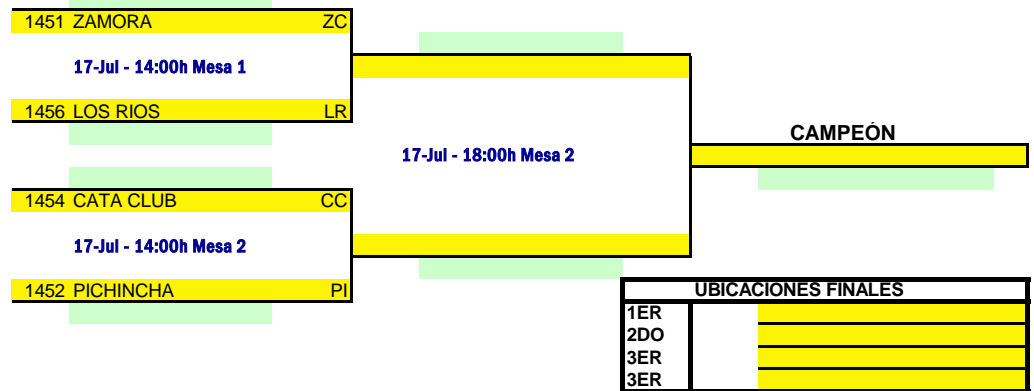 1451 ZAMORA ZC
17-Jul - 14:00h Mesa 1
1456 LOS RIOS LR
CAMPEÓN
17-Jul - 18:00h Mesa 2
1454 CATA CLUB CC
17-Jul - 14:00h Mesa 2
1452 PICHINCHA PI
UBICACIONES FINALES
1ER
2DO
3ER
3ER